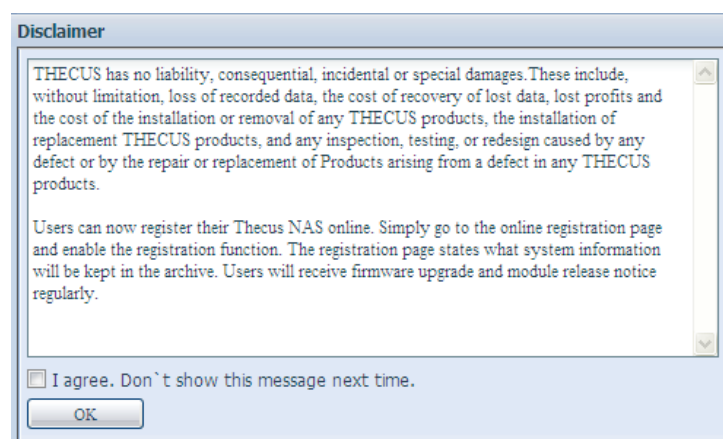 Disclaimer
THECUS has no liability, consequential, incidental or special damages.These include,
without limitation, loss of recorded data, the cost of recovery of lost data, lost profits and
the cost of the installation or removal of any THECUS products, the installation of
replacement THECUS products, and any inspection, testing, or redesign caused by any
defect or by the repair or replacement of Products arising from a defect in any THECUS
products.
Users can now register their Thecus NAS online. Simply go to the online registration page
and enable the registration function. The registration page states what system information
will be kept in the archive. Users will receive firmware upgrade and module release notice
regularly.
I agree. Don`t show this message next time.
OK